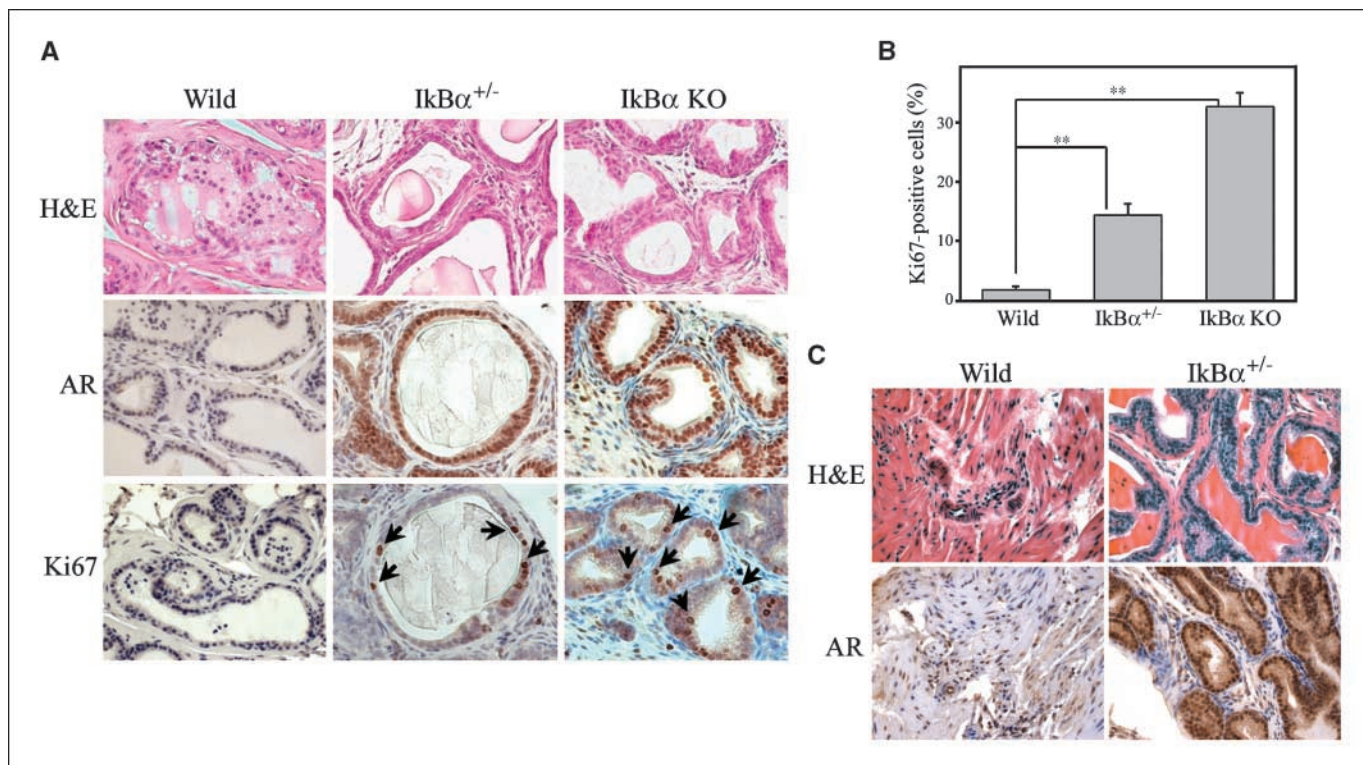 A
Wild IkBα+/- IkBα KO
H&E
AR
Ki67
B
Ki67-positive cells (%)
30
20
10
0
**
**
Wild IkBα+/- IkBα KO
C
Wild IkBα+/-
H&E
AR